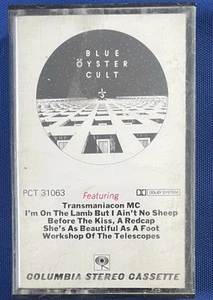 BLUE
ÖYSTER
CULT
PCT 31063
Featuring
DOLBY SYSTEM
Transmaniacon MC
I'm On The Lamb But I Ain't No Sheep
Before The Kiss, A Redcap
She's As Beautiful As A Foot
Workshop Of The Telescopes
COLUMBIA STEREO CASSETTE